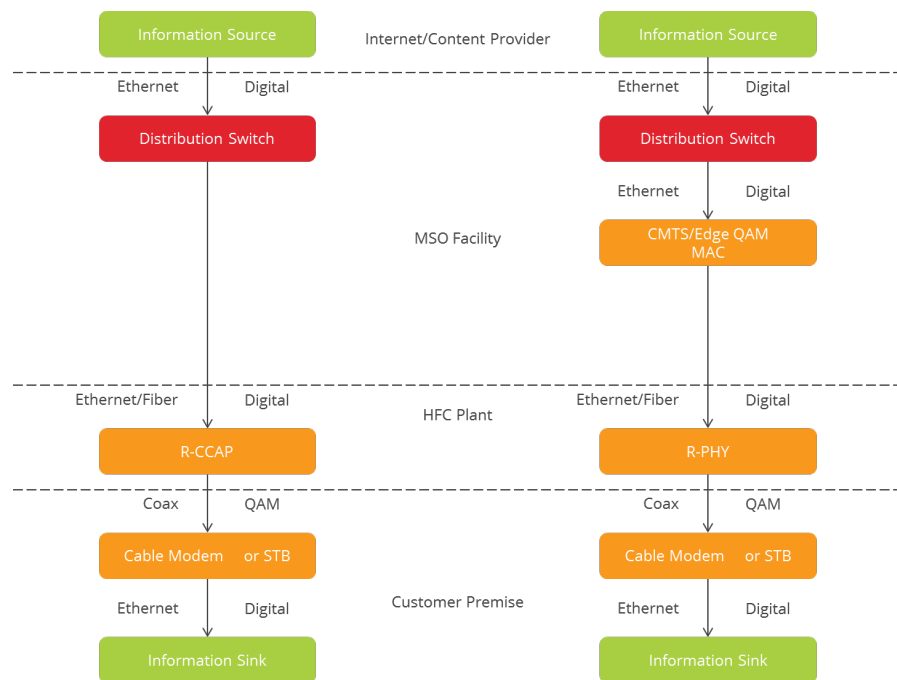 Information Source
Internet/Content Provider
Information Source
Ethernet Digital
Ethernet Digital
Distribution Switch
Distribution Switch
Ethernet Digital
MSO Facility
CMTS/Edge QAM
MAC
Ethernet/Fiber Digital
HFC Plant
Ethernet/Fiber Digital
R-CCAP
R-PHY
Coax QAM
Coax QAM
Cable Modem or STB
Cable Modem or STB
Ethernet Digital
Customer Premise
Ethernet Digital
Information Sink
Information Sink